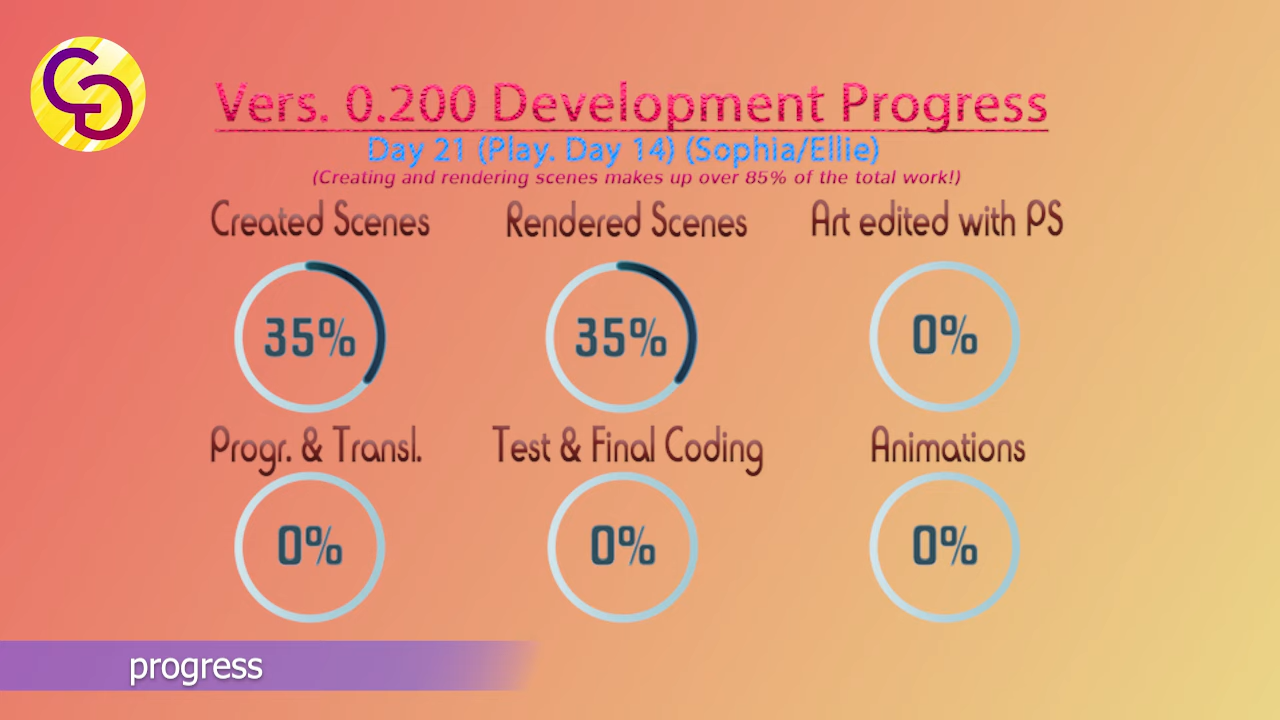 CG
Vers. 0.200 Development Progress
Day 21 (Play. Day 14) (Sophia/Ellie)
(Creating and rendering scenes makes up over 85% of the total work!)
Created Scenes Rendered Scenes Art edited with PS
35% 35% 0%
Progr. & Transl. Test & Final Coding Animations
0% 0% 0%
progress